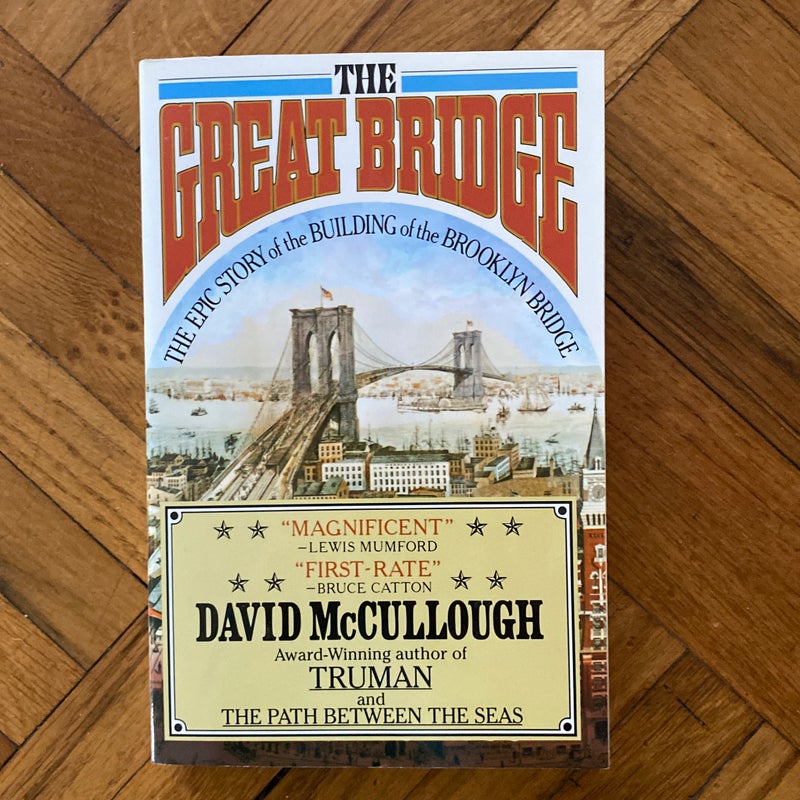 THE
GREAT BRIDGE
THE EPIC STORY of the BUILDING of the BROOKLYN BRIDGE
"MAGNIFICENT"
–LEWIS MUMFORD
"FIRST-RATE"
–BRUCE CATTON
DAVID McCULLOUGH
Award-Winning author of
TRUMAN
and
THE PATH BETWEEN THE SEAS